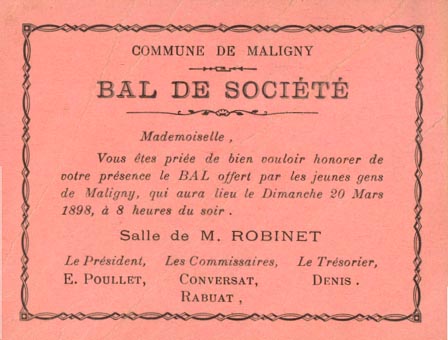 COMMUNE DE MALIGNY
BAL DE SOCIÉTÉ
Mademoiselle,
Vous êtes priée de bien vouloir honorer de
votre présence le BAL offert par les jeunes gens
de Maligny, qui aura lieu le Dimanche 20 Mars
1898, à 8 heures du soir.
Salle de M. ROBINET
Le Président, Les Commissaires, Le Trésorier,
E. POULLET, CONVERSAT, DENIS.
RABUAT,